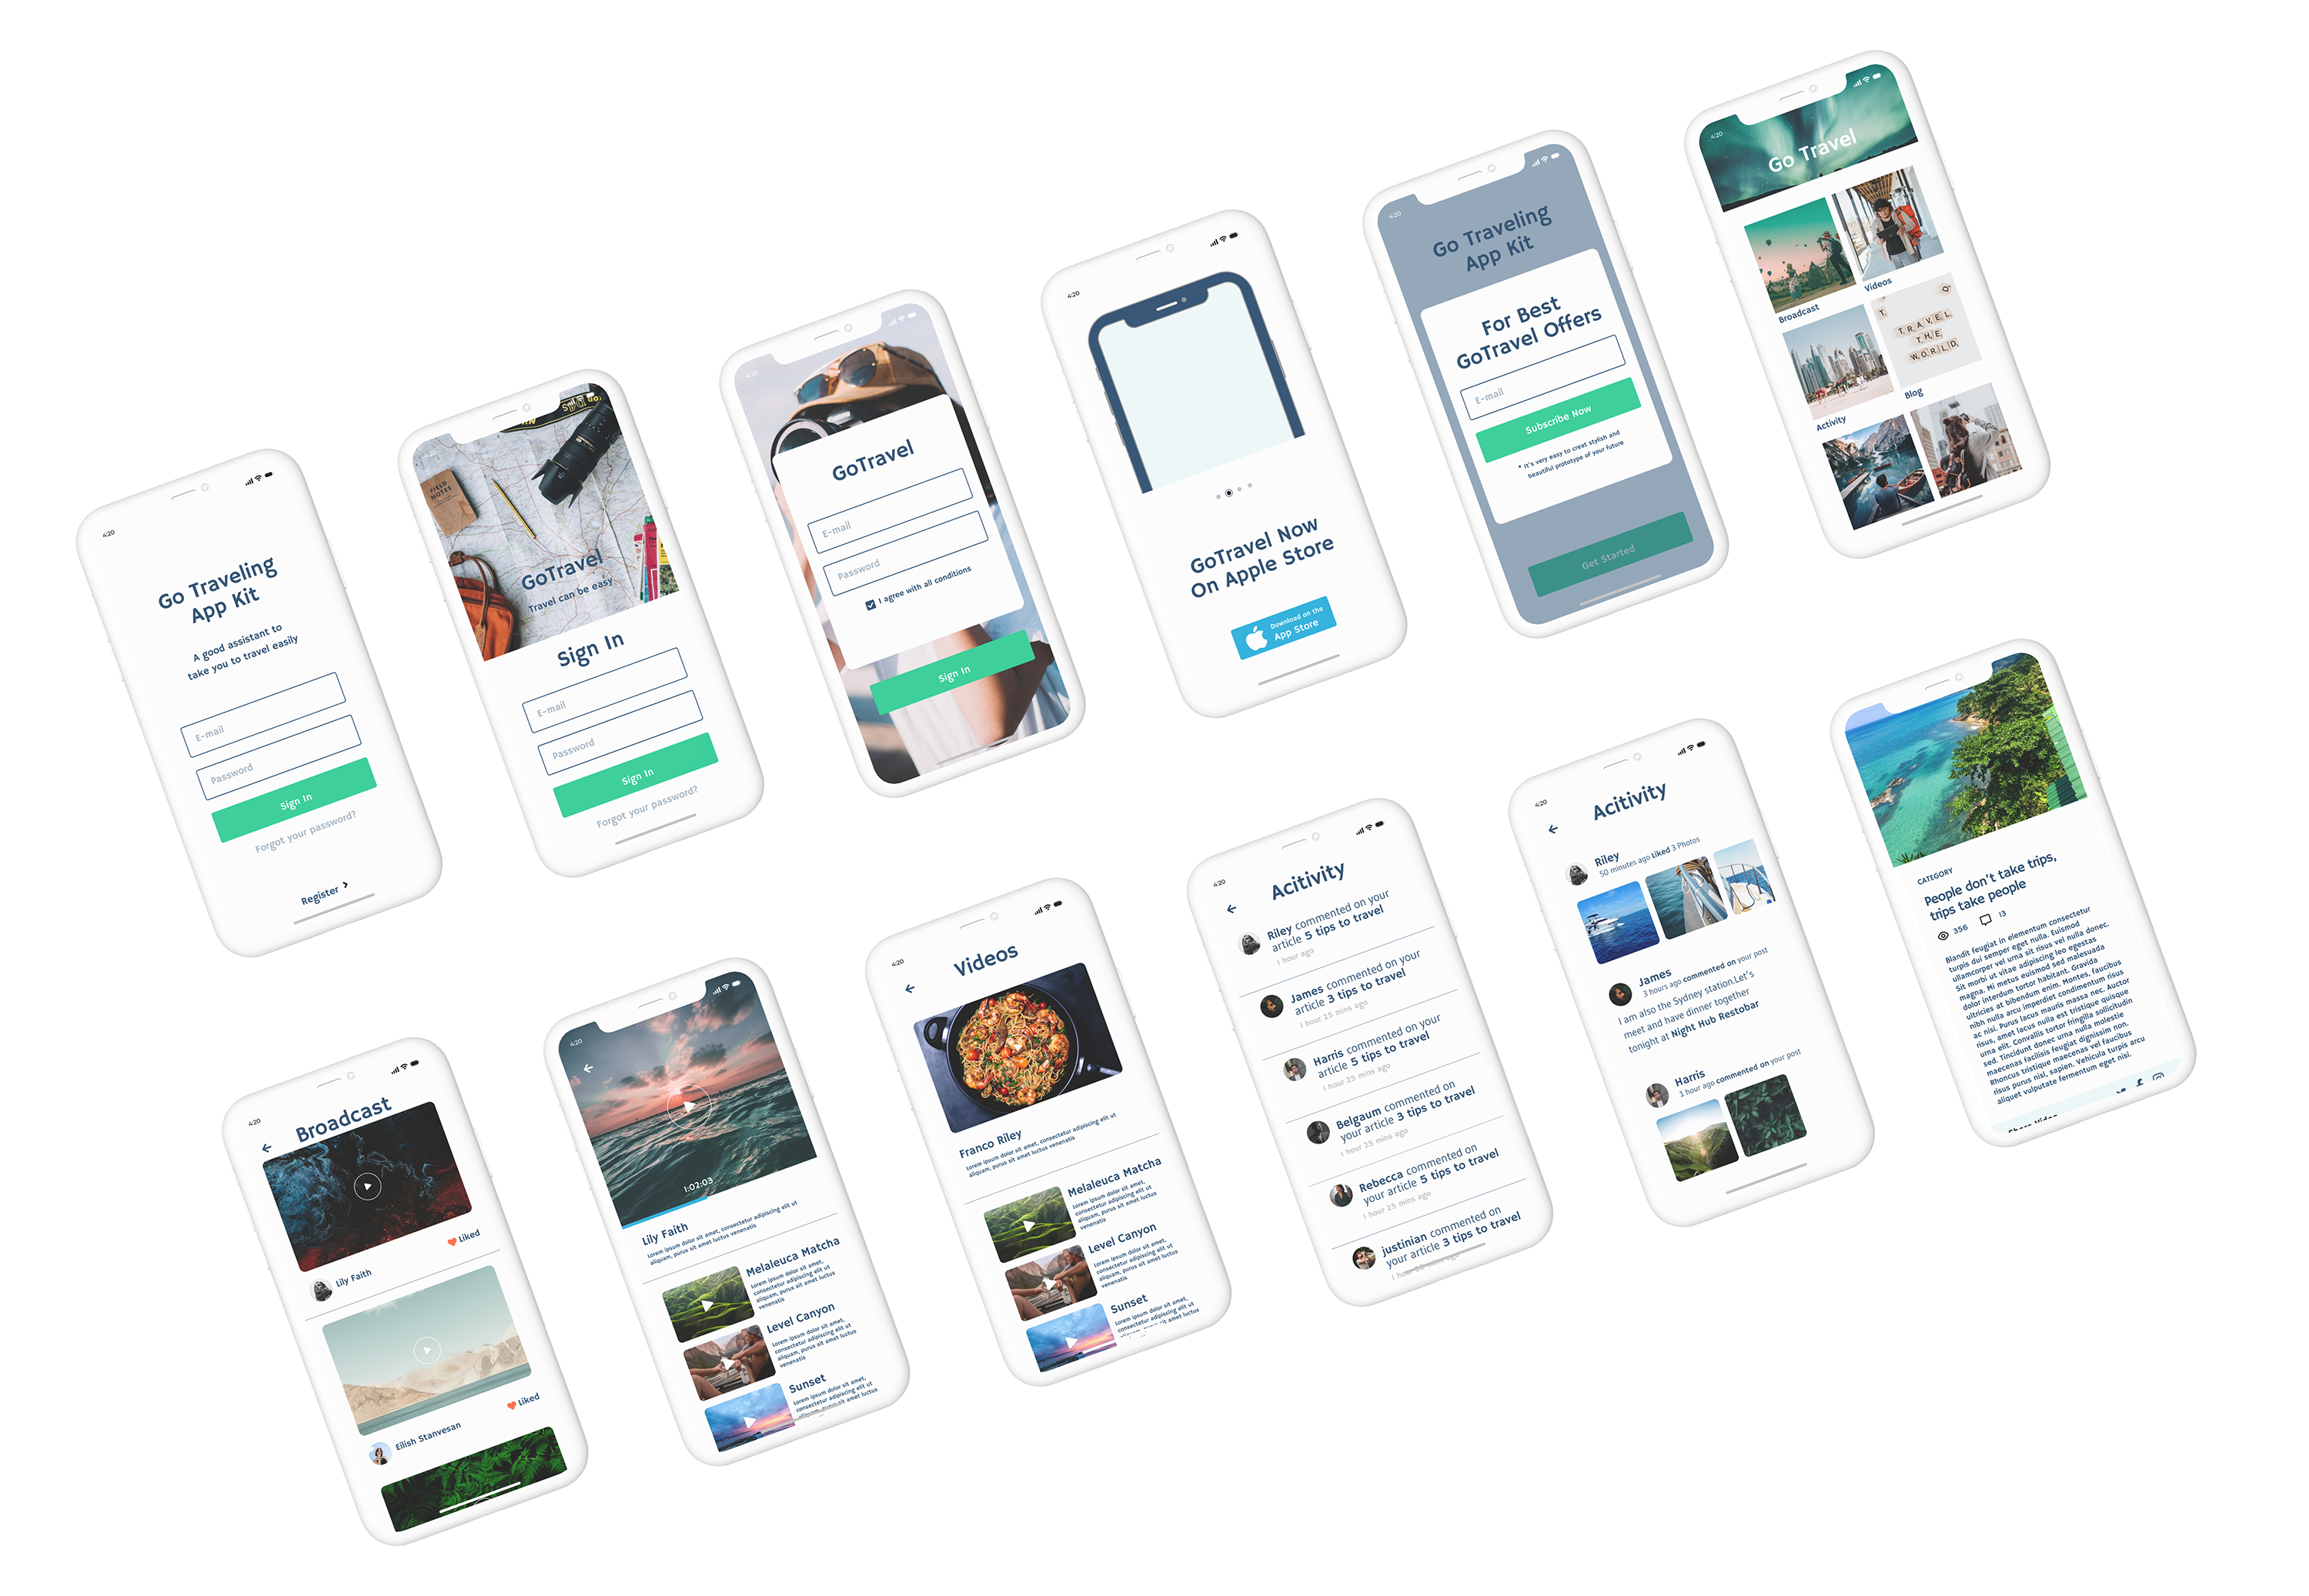 4:20
Go Traveling
App Kit
A good assistant to
take you to travel easily
E-mail
Password
Sign In
Forgot your password?
Register
FIELD
NOTES
GoTravel
Travel can be easy
Sign In
E-mail
Password
Sign In
Forgot your password?
4:20
GoTravel
E-mail
Password
I agree with all conditions
Sign In
4:20
GoTravel Now
On Apple Store
Download on the
App Store
4:20
Go Traveling
App Kit
For Best
GoTravel Offers
E-mail
Subscribe Now
* It's very easy to creat stylish and
beautiful prototype of your future
Get Started
4:20
Go Travel
Broadcast
Videos
TRAVEL
THE
WORLD
Activity
Blog
4:20
Broadcast
Liked
Lily Faith
Liked
Eilish Stanvesan
4:20
1:02:03
Lily Faith
Lorem ipsum dolor sit amet, consectetur adipiscing elit ut
aliquam, purus sit amet luctus venenatis
Melaleuca Matcha
Lorem ipsum dolor sit amet,
consectetur adipiscing elit ut
aliquam, purus sit amet luctus
venenatis
Level Canyon
Lorem ipsum dolor sit amet,
consectetur adipiscing elit ut
aliquam, purus sit amet luctus
venenatis
Sunset
Lorem ipsum dolor sit amet,
consectetur adipiscing elit ut
aliquam, purus sit amet luctus
4:20
Videos
Franco Riley
Lorem ipsum dolor sit amet, consectetur adipiscing elit ut
aliquam, purus sit amet luctus venenatis
Melaleuca Matcha
Lorem ipsum dolor sit amet,
consectetur adipiscing elit ut
aliquam, purus sit amet luctus
venenatis
Level Canyon
Lorem ipsum dolor sit amet,
consectetur adipiscing elit ut
aliquam, purus sit amet luctus
venenatis
Sunset
Lorem ipsum dolor sit amet,
consectetur adipiscing elit ut
aliquam, purus sit amet luctus
4:20
Acitivity
Riley commented on your
article 5 tips to travel
1 hour ago
James commented on your
article 3 tips to travel
1 hour 25 mins ago
Harris commented on your
article 5 tips to travel
1 hour 25 mins ago
Belgaum commented on
your article 3 tips to travel
1 hour 25 mins ago
Rebecca commented on
your article 5 tips to travel
1 hour 25 mins ago
justinian commented on
your article 3 tips to travel
1 hour 25 mins ago
4:20
Acitivity
Riley
50 minutes ago Liked 3 Photos
James
3 hours ago commented on your post
I am also the Sydney station.Let's
meet and have dinner together
tonight at Night Hub Restobar
Harris
1 hour ago commented on your post
CATEGORY
People don't take trips,
trips take people
356 13
Blandit feugiat in elementum consectetur
turpis dui semper eget nulla. Euismod
ullamcorper vel urna sit risus vel nulla donec.
Sit morbi ut vitae adipiscing leo egestas
magna. Mi metus euismod sed malesuada
dolor interdum tortor habitant. Gravida
ultricies at bibendum enim. Montes, faucibus
nibh nulla arcu imperdiet condimentum risus
ac nisi. Purus lacus mauris massa nec. Auctor
risus, amet lacus nulla est tristique quisque
urna elit. Convallis tortor fringilla sollicitudin
sed. Tincidunt donec urna nulla molestie
maecenas facilisis feugiat dignissim non.
Rhoncus tristique maecenas vel faucibus
risus purus nisl, sapien. Vehicula turpis arcu
aliquet vulputate fermentum eget nisi.
Share Video